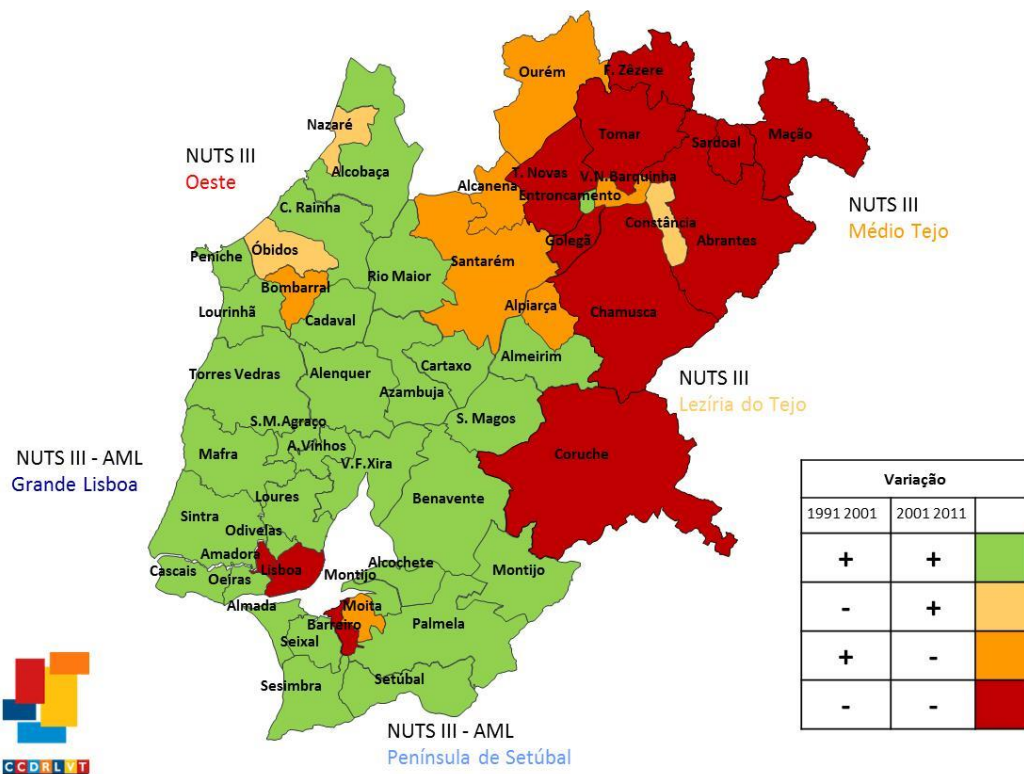 Ourém
F. Zêzere
Nazaré
Tomar
Sardoal
Mação
NUTS III
Oeste
Alcobaça
T. Novas
V.N.Barquinha
Alcanena
Entroncamento
C. Rainha
NUTS III
Médio Tejo
Constância
Abrantes
Golegã
Óbidos
Peniche
Santarém
Rio Maior
Bombarral
Alpiarça
Lourinhã
Cadaval
Chamusca
Almeirim
Cartaxo
Torres Vedras
Alenquer
NUTS III
Lezíria do Tejo
Azambuja
S. Magos
S.M.Agraço
A.Vinhos
Mafra
Coruche
NUTS III - AML
Grande Lisboa
V.F.Xira
Loures
Benavente
Sintra
Odivelas
Amadora
Cascais
Oeiras
Lisboa
Montijo
Alcochete
Montijo
Almada
Moita
Barreiro
Palmela
Seixal
Sesimbra
Setúbal
NUTS III - AML
Península de Setúbal
Variação
1991 2001 2001 2011
+ +
- +
+ -
- -
CCDRLVT